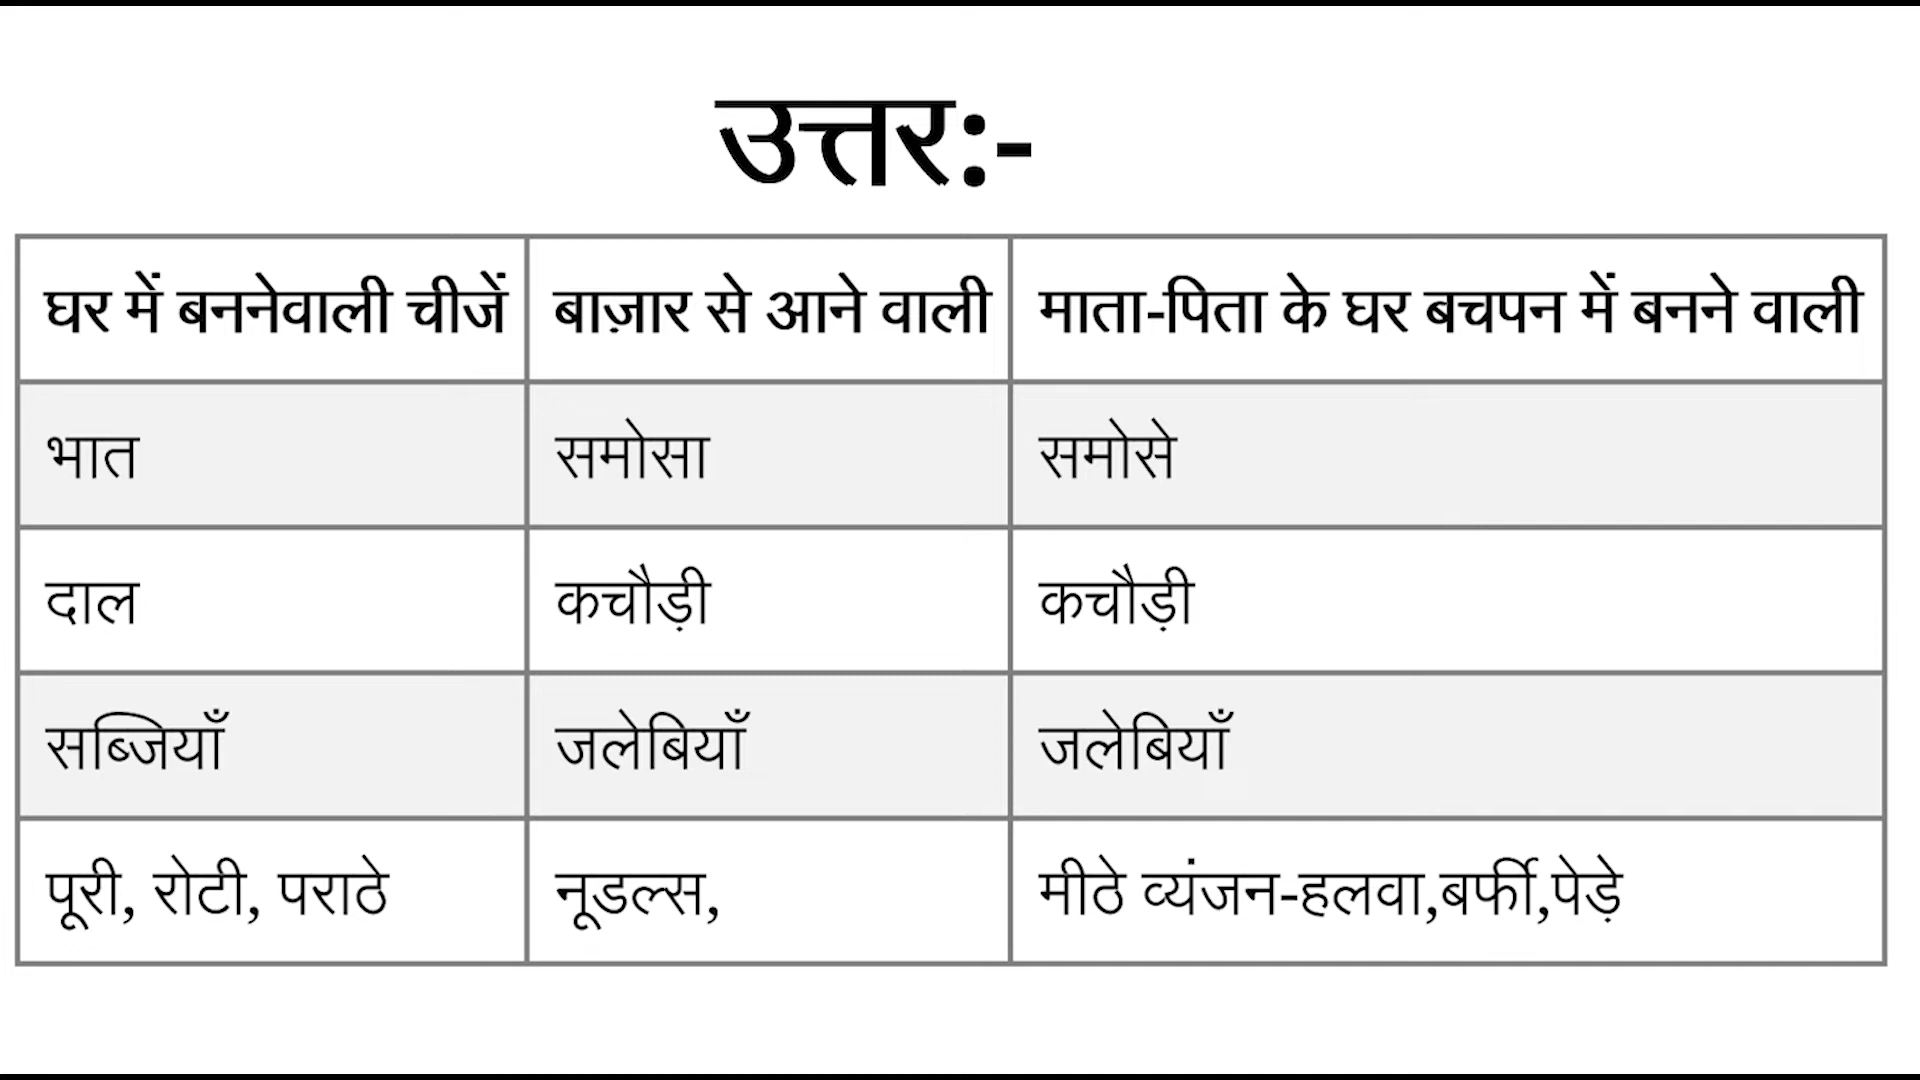 उत्तर:-
घर में बननेवाली चीजें बाज़ार से आने वाली माता-पिता के घर बचपन में बनने वाली
भात समोसा समोसे
दाल कचौड़ी कचौड़ी
सब्जियाँ जलेबियाँ जलेबियाँ
पूरी, रोटी, पराठे नूडल्स, मीठे व्यंजन-हलवा,बर्फी,पेड़े